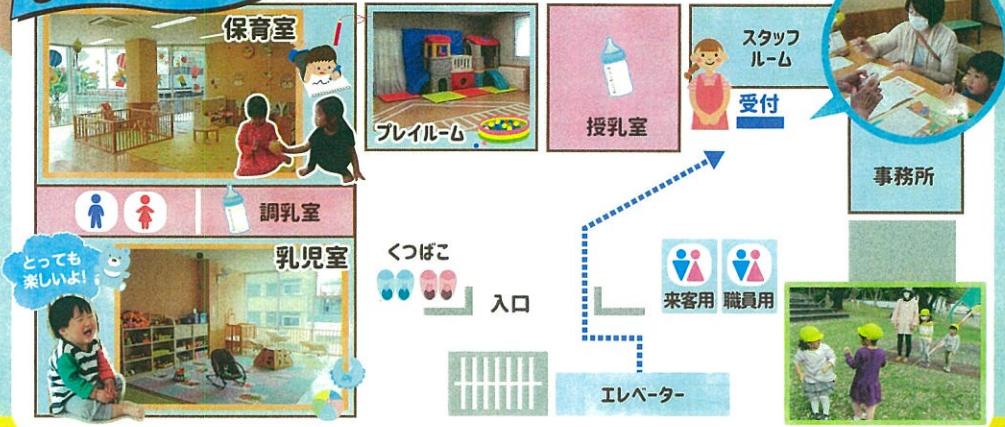 保育室
プレイルーム
授乳室
スタッフ
ルーム
受付
事務所
調乳室
とっても
楽しいよ!
乳児室
くつばこ
入口
来客用
職員用
エレベーター